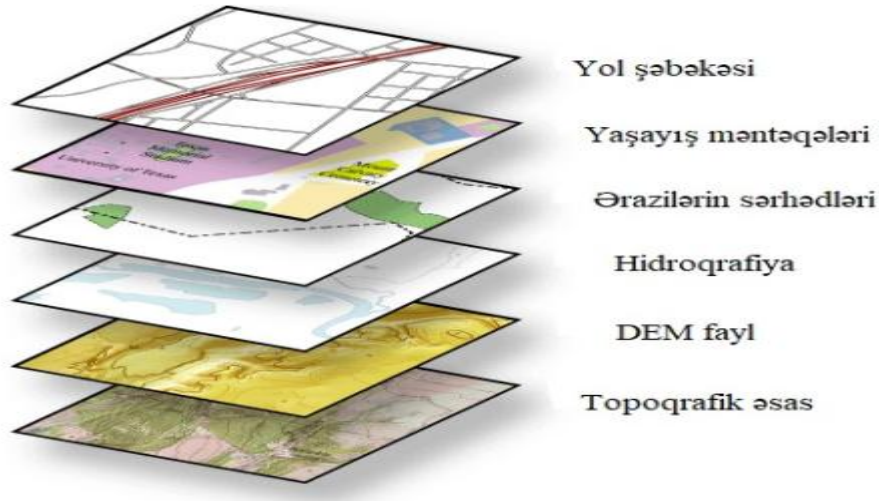 Yol şəbəkəsi
Yaşayış məntəqələri
University of Texas
Ərazilərin sərhədləri
Hidroqrafiya
DEM fayl
Topoqrafik əsas